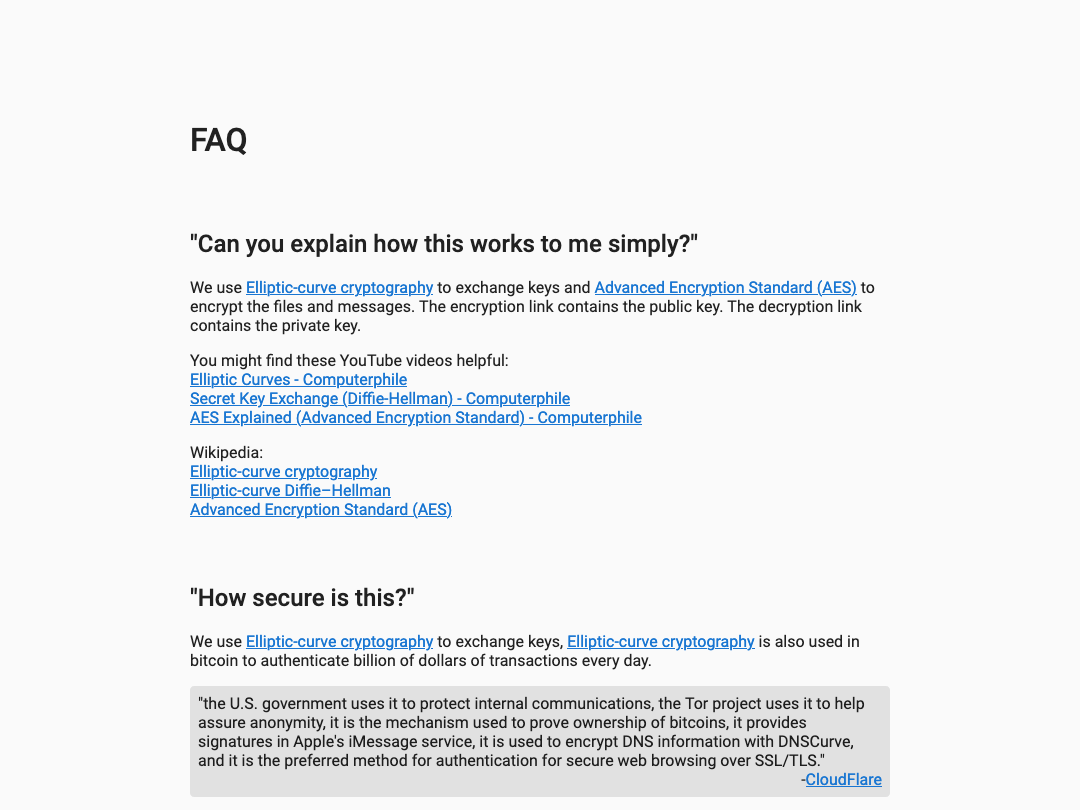 FAQ
"Can you explain how this works to me simply?"
We use Elliptic-curve cryptography to exchange keys and Advanced Encryption Standard (AES) to
encrypt the files and messages. The encryption link contains the public key. The decryption link
contains the private key.
You might find these YouTube videos helpful:
Elliptic Curves - Computerphile
Secret Key Exchange (Diffie-Hellman) - Computerphile
AES Explained (Advanced Encryption Standard) - Computerphile
Wikipedia:
Elliptic-curve cryptography
Elliptic-curve Diffie–Hellman
Advanced Encryption Standard (AES)
"How secure is this?"
We use Elliptic-curve cryptography to exchange keys, Elliptic-curve cryptography is also used in
bitcoin to authenticate billion of dollars of transactions every day.
"the U.S. government uses it to protect internal communications, the Tor project uses it to help
assure anonymity, it is the mechanism used to prove ownership of bitcoins, it provides
signatures in Apple's iMessage service, it is used to encrypt DNS information with DNSCurve,
and it is the preferred method for authentication for secure web browsing over SSL/TLS."
-CloudFlare